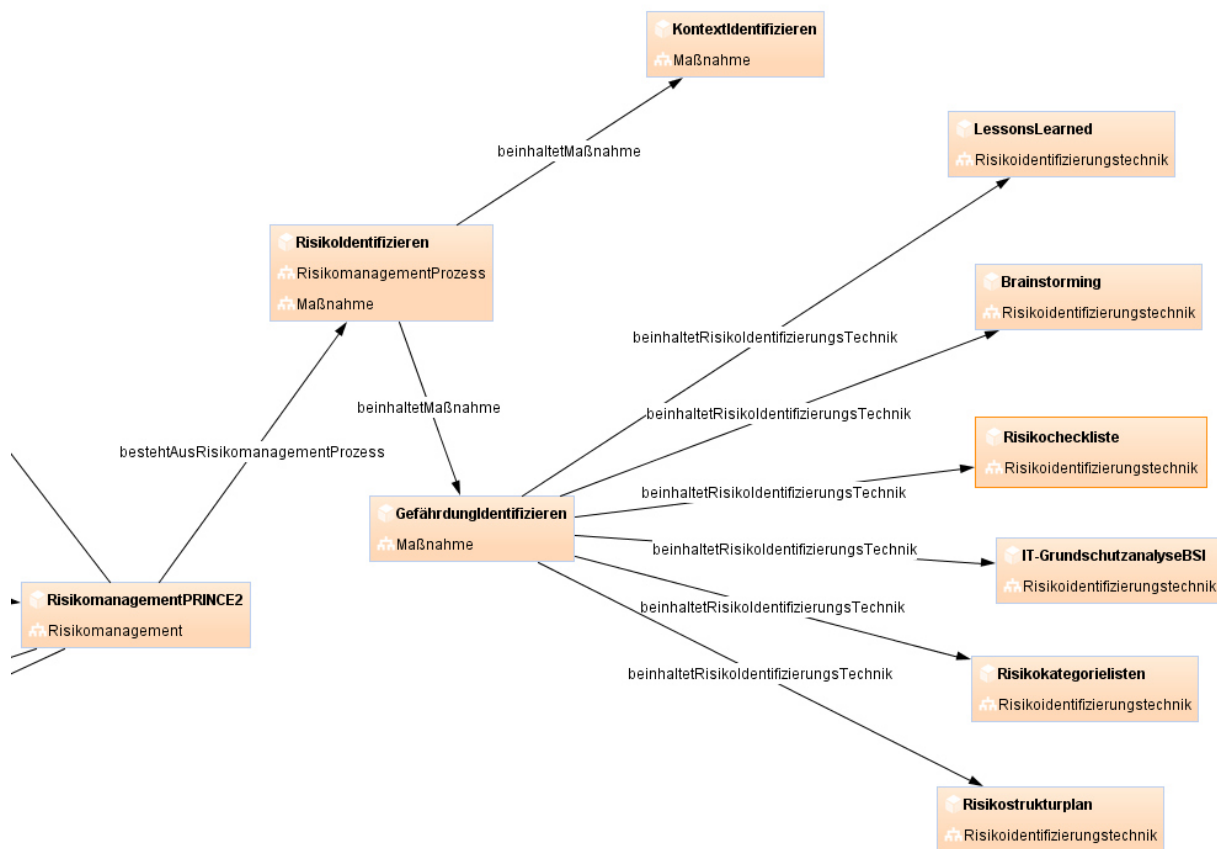 KontextIdentifizieren
Maßnahme
LessonsLearned
Risikoidentifizierungstechnik
beinhaltetMaßnahme
RisikoIdentifizieren
RisikomanagementProzess
Maßnahme
Brainstorming
Risikoidentifizierungstechnik
beinhaltetRisikoIdentifizierungsTechnik
beinhaltetMaßnahme
beinhaltetRisikoIdentifizierungsTechnik
Risikocheckliste
Risikoidentifizierungstechnik
bestehtAusRisikomanagementProzess
beinhaltetRisikoIdentifizierungsTechnik
GefährdungIdentifizieren
Maßnahme
beinhaltetRisikoIdentifizierungsTechnik
IT-GrundschutzanalyseBSI
Risikoidentifizierungstechnik
RisikomanagementPRINCE2
Risikomanagement
beinhaltetRisikoIdentifizierungsTechnik
Risikokategorielisten
Risikoidentifizierungstechnik
beinhaltetRisikoIdentifizierungsTechnik
Risikostrukturplan
Risikoidentifizierungstechnik